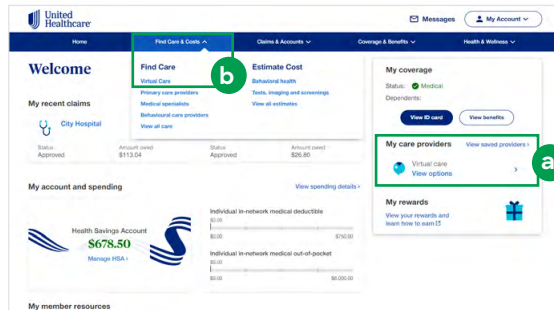 United
Healthcare
Messages
My Account
Home
Find Care & Costs
Claims & Accounts
Coverage & Benefits
Health & Wellness
Welcome
Find Care
Virtual Care
Primary care providers
Medical specialists
Behavioural care providers
View all care
b
Estimate Cost
Behavioral health
Tests, imaging and screenings
View all estimates
My coverage
Status: Medical
Dependents:
View ID card
View benefits
My recent claims
City Hospital
Status
Approved
Amount owed
$113.04
Status
Approved
Amount owed
$26.80
My care providers
View saved providers ›
Virtual care
View options ›
a
My rewards
View your rewards and
learn how to earn
My account and spending
View spending details ›
Health Savings Account
$678.50
Manage HSA ›
Individual in-network medical deductible
$0.00
$0.00
$750.00
Individual in-network medical out-of-pocket
$0.00
$0.00
$6,000.00
My member resources